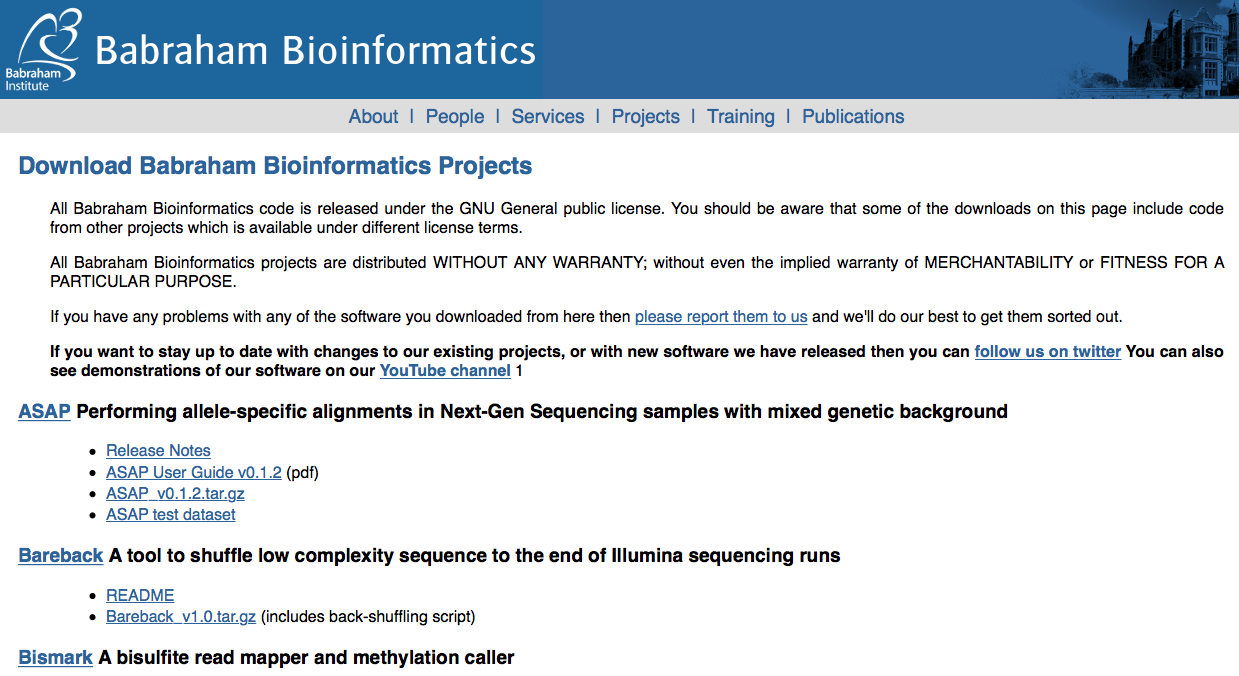 Babraham
Institute
Babraham Bioinformatics
About | People | Services | Projects | Training | Publications
Download Babraham Bioinformatics Projects
All Babraham Bioinformatics code is released under the GNU General public license. You should be aware that some of the downloads on this page include code
from other projects which is available under different license terms.
All Babraham Bioinformatics projects are distributed WITHOUT ANY WARRANTY; without even the implied warranty of MERCHANTABILITY or FITNESS FOR A
PARTICULAR PURPOSE.
If you have any problems with any of the software you downloaded from here then please report them to us and we'll do our best to get them sorted out.
If you want to stay up to date with changes to our existing projects, or with new software we have released then you can follow us on twitter You can also
see demonstrations of our software on our YouTube channel 1
ASAP Performing allele-specific alignments in Next-Gen Sequencing samples with mixed genetic background
• Release Notes
• ASAP User Guide v0.1.2 (pdf)
• ASAP_v0.1.2.tar.gz
• ASAP test dataset
Bareback A tool to shuffle low complexity sequence to the end of Illumina sequencing runs
• README
• Bareback_v1.0.tar.gz (includes back-shuffling script)
Bismark A bisulfite read mapper and methylation caller